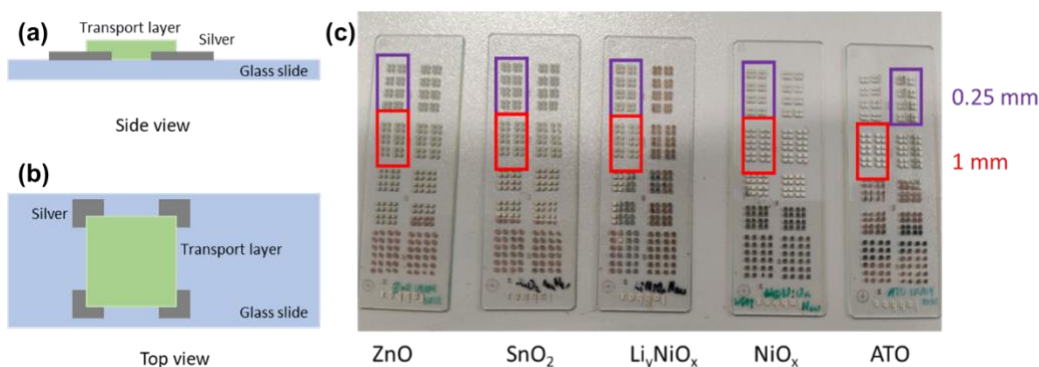 (a)
Transport layer
Silver
Glass slide
Side view
(b)
Silver
Transport layer
Glass slide
Top view
(c)
0.25 mm
1 mm
ZnO
SnO₂
LiᵧNiOₓ
NiOₓ
ATO